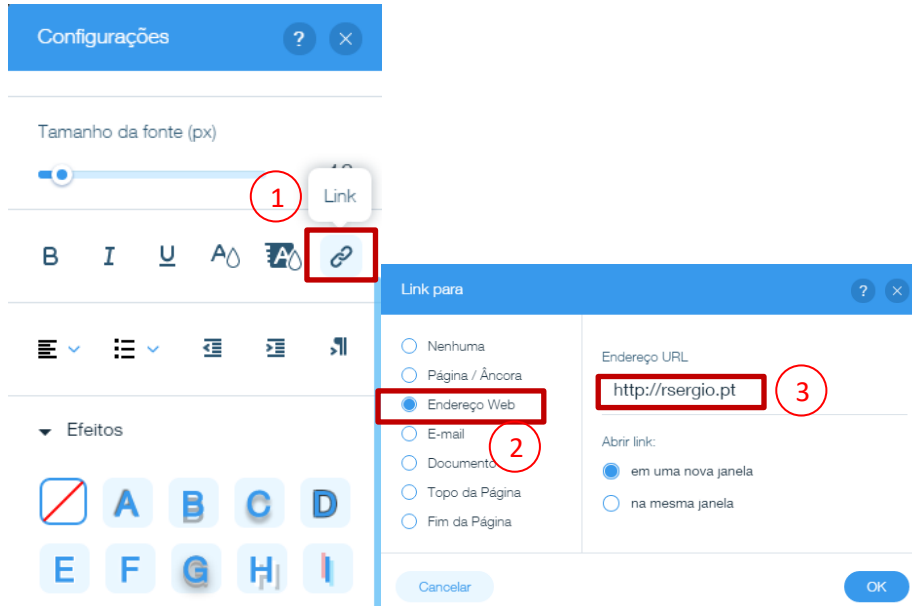 Configurações ?
Tamanho da fonte (px)
1
Link
B I U A A
Efeitos
A B C D
E F G H I
Link para ?
Nenhuma
Página / Âncora
Endereço Web
E-mail
2
Documento
Topo da Página
Fim da Página
Endereço URL
http://rsergio.pt
3
Abrir link:
em uma nova janela
na mesma janela
Cancelar
OK